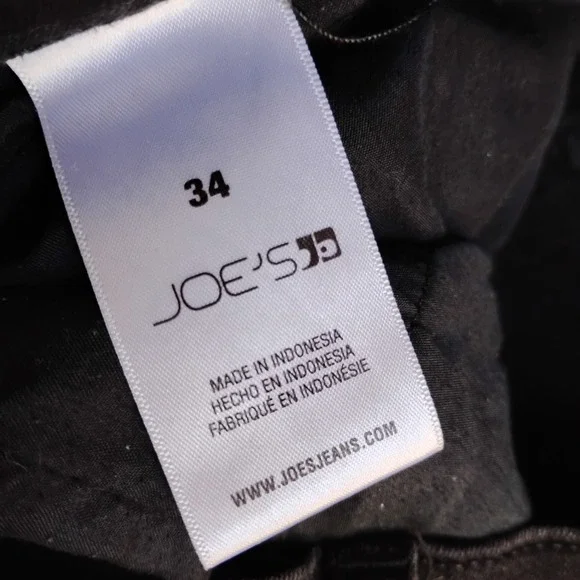 34
JOE'S
MADE IN INDONESIA
HECHO EN INDONESIA
FABRIQUÉ EN INDONÉSIE
WWW.JOESJEANS.COM